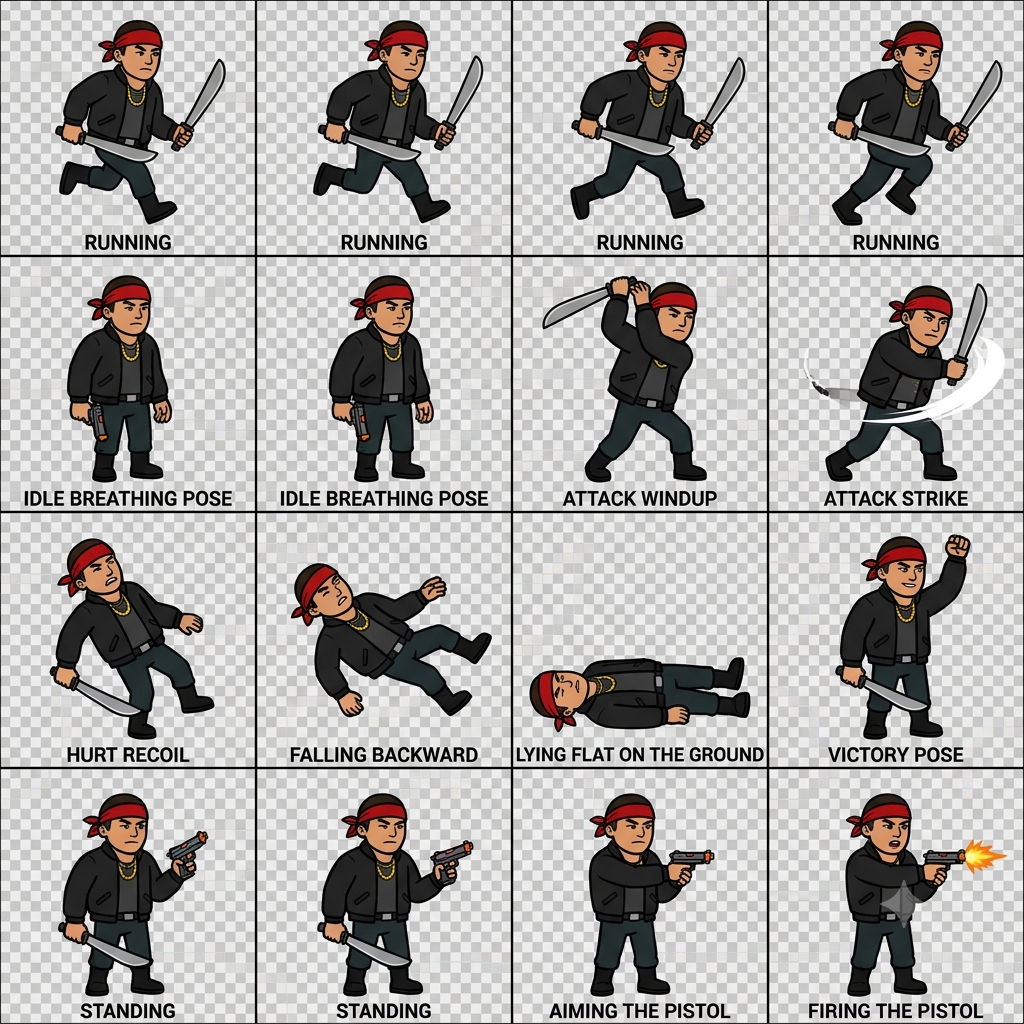 RUNNING
RUNNING
RUNNING
RUNNING
IDLE BREATHING POSE
IDLE BREATHING POSE
ATTACK WINDUP
ATTACK STRIKE
HURT RECOIL
FALLING BACKWARD
LYING FLAT ON THE GROUND
VICTORY POSE
STANDING
STANDING
AIMING THE PISTOL
FIRING THE PISTOL